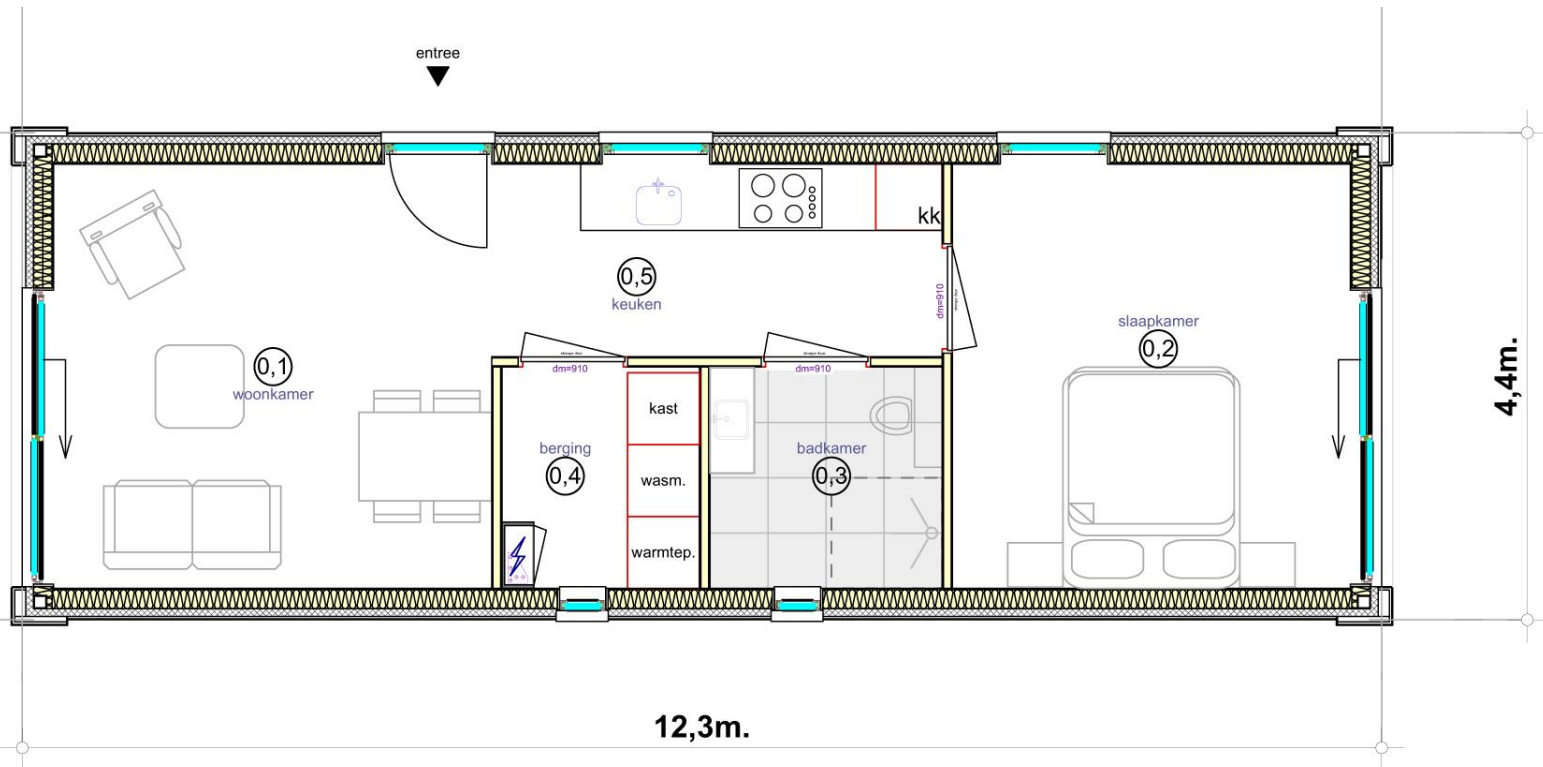 entree
kk
0,5
keuken
dm=910
slaapkamer
0,2
0,1
woonkamer
dm=910
dm=910
kast
berging
0,4
wasm.
badkamer
0,3
warmtep.
4,4m.
12,3m.